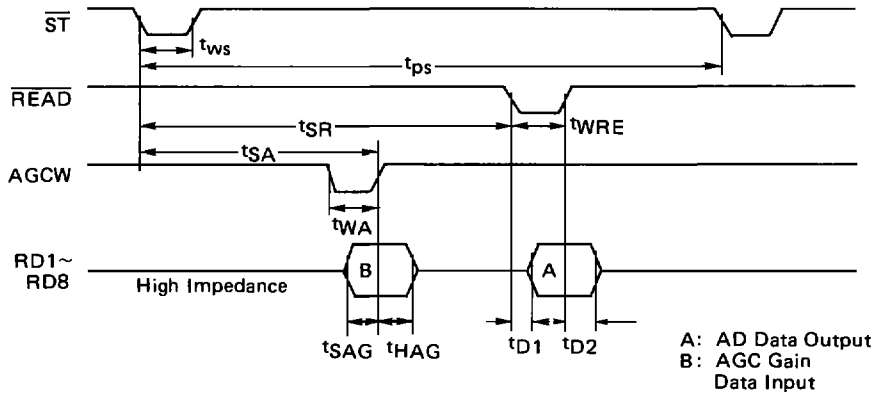 ST
tws
tps
READ
tSR
tWRE
tSA
AGCW
tWA
RD1~
RD8
B
A
High Impedance
tSAG
tHAG
tD1
tD2
A: AD Data Output
B: AGC Gain
Data Input